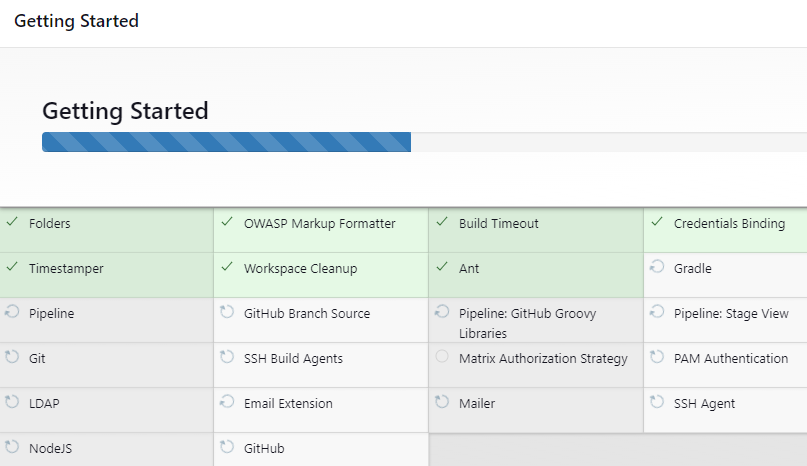 Getting Started
Getting Started
Folders
OWASP Markup Formatter
Build Timeout
Credentials Binding
Timestamper
Workspace Cleanup
Ant
Gradle
Pipeline
GitHub Branch Source
Pipeline: GitHub Groovy
Libraries
Pipeline: Stage View
Git
SSH Build Agents
Matrix Authorization Strategy
PAM Authentication
LDAP
Email Extension
Mailer
SSH Agent
NodeJS
GitHub